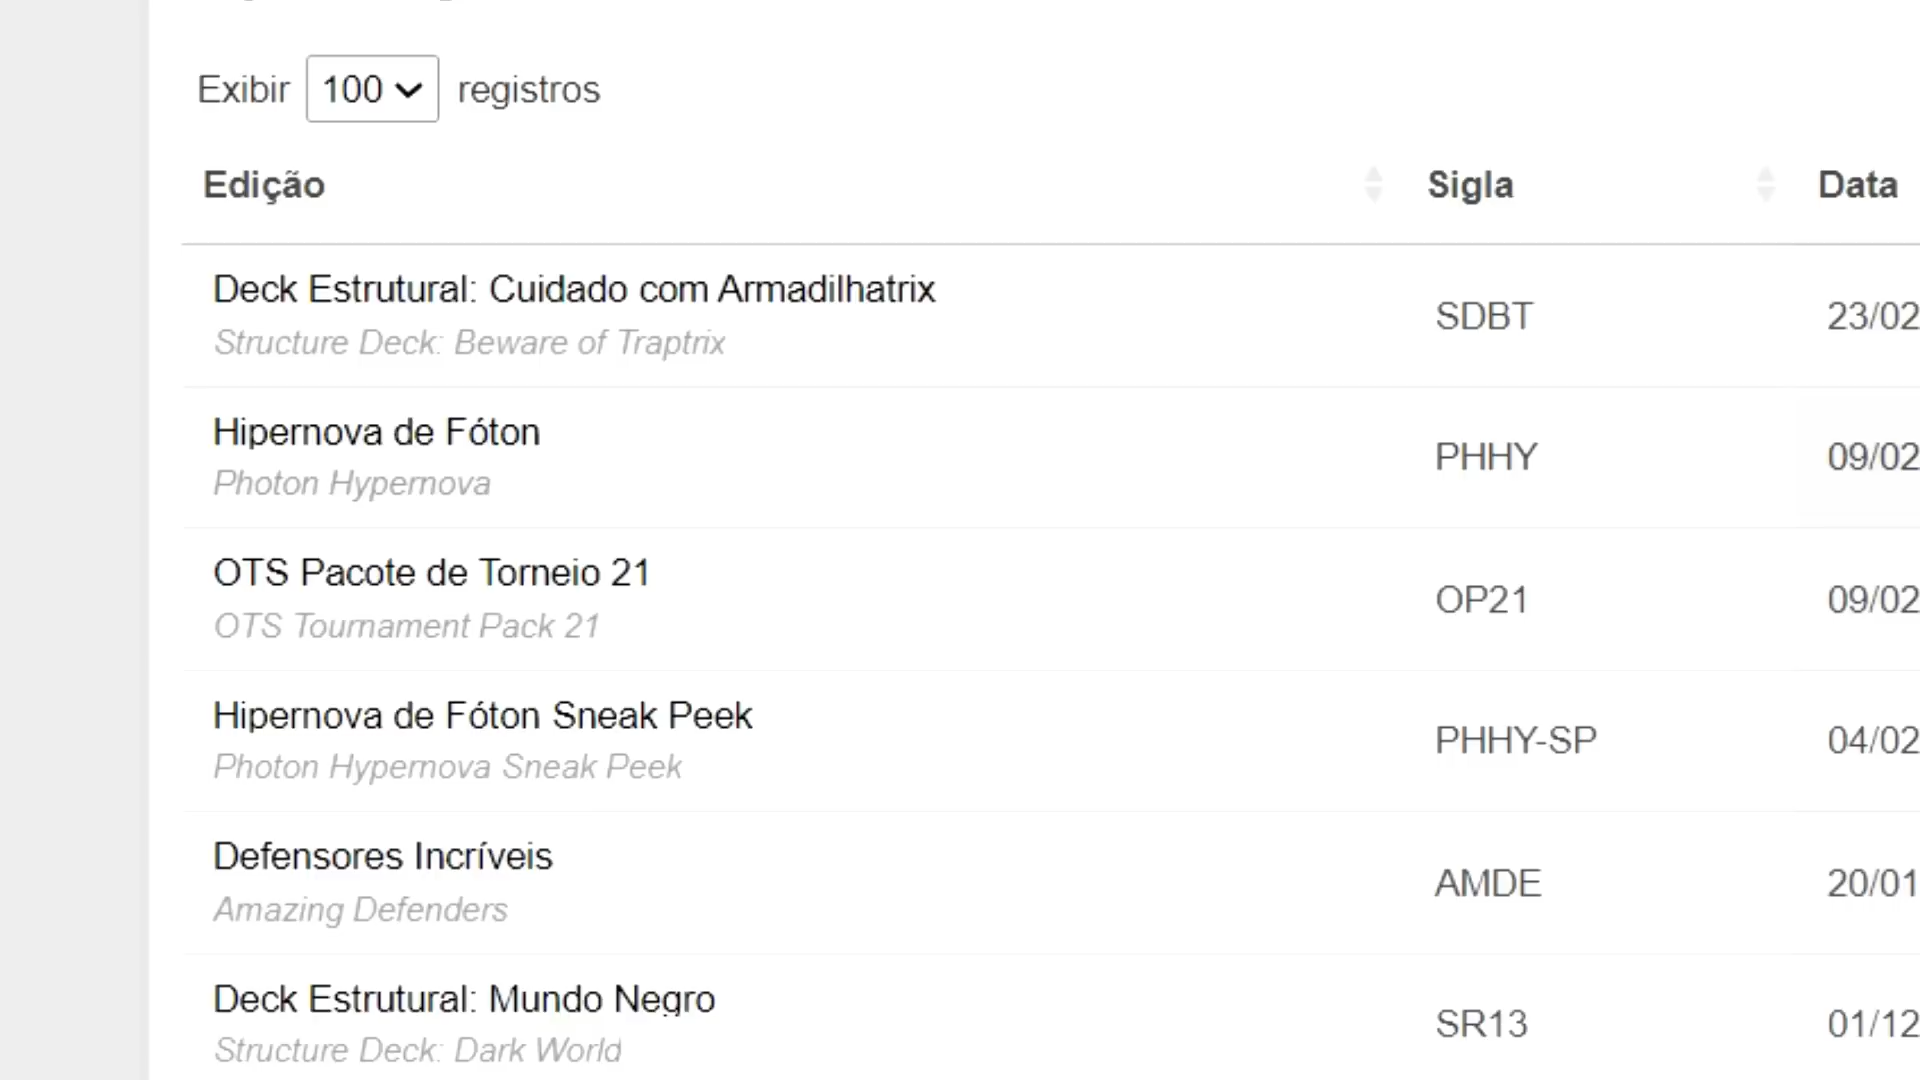 Exibir 100 registros
Edição Sigla Data
Deck Estrutural: Cuidado com Armadilhatrix
Structure Deck: Beware of Traptrix
SDBT 23/02
Hipernova de Fóton
Photon Hypernova
PHHY 09/02
OTS Pacote de Torneio 21
OTS Tournament Pack 21
OP21 09/02
Hipernova de Fóton Sneak Peek
Photon Hypernova Sneak Peek
PHHY-SP 04/02
Defensores Incríveis
Amazing Defenders
AMDE 20/01
Deck Estrutural: Mundo Negro
Structure Deck: Dark World
SR13 01/12